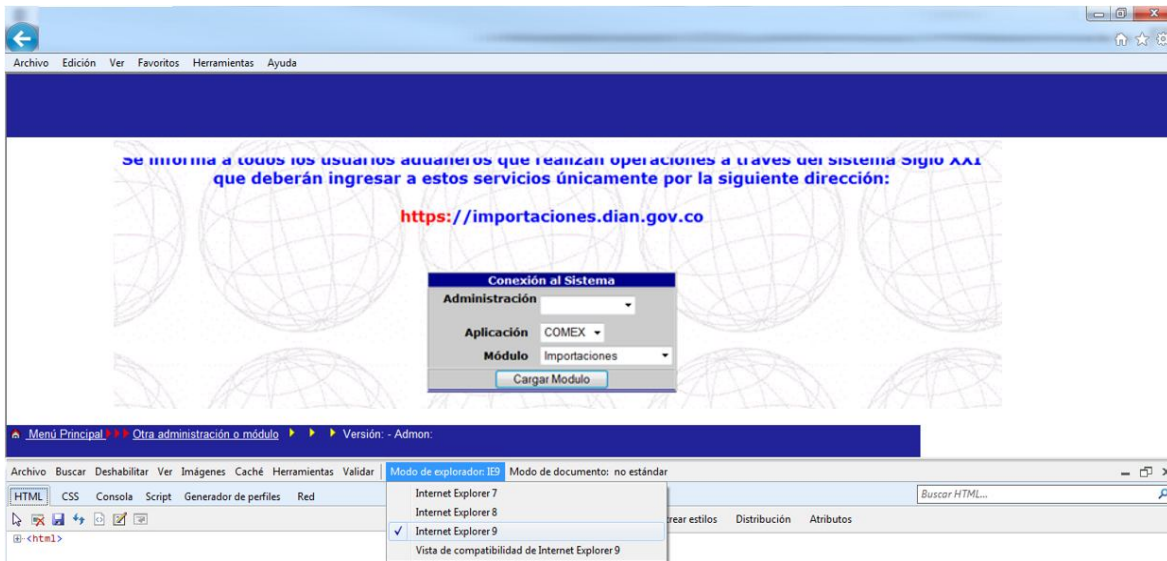 Archivo Edición Ver Favoritos Herramientas Ayuda
Se informa a todos los usuarios aduaneros que realizan operaciones a través del sistema Siglo XXI
que deberán ingresar a estos servicios únicamente por la siguiente dirección:
https://importaciones.dian.gov.co
Conexión al Sistema
Administración
Aplicación COMEX
Módulo Importaciones
Cargar Modulo
Menú Principal Otra administración o módulo Versión: - Admon:
Archivo Buscar Deshabilitar Ver Imágenes Caché Herramientas Validar Modo de explorador: IE9 Modo de documento: no estándar
HTML CSS Consola Script Generador de perfiles Red Buscar HTML...
Internet Explorer 7
Internet Explorer 8
rear estilos Distribución Atributos
Internet Explorer 9
<html>
Vista de compatibilidad de Internet Explorer 9